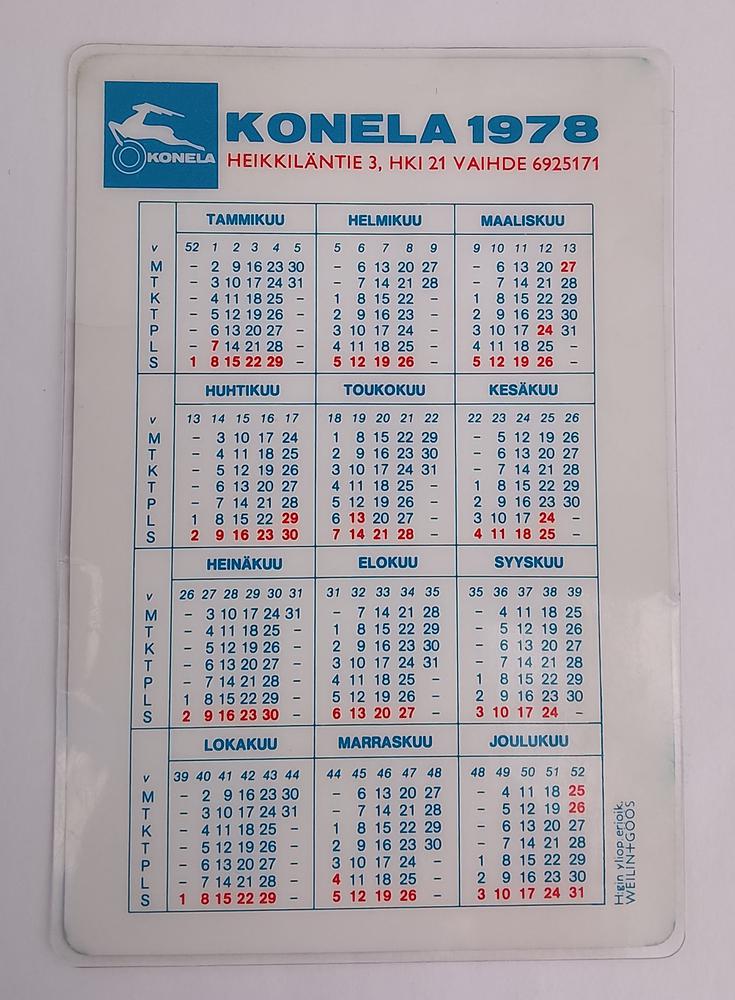 KONELA
KONELA 1978
HEIKKILÄNTIE 3, HKI 21 VAIHDE 6925171
TAMMIKUU HELMIKUU MAALISKUU
v 52 1 2 3 4 5 5 6 7 8 9 9 10 11 12 13
M – 2 9 16 23 30 – 6 13 20 27 – 6 13 20 27
T – 3 10 17 24 31 – 7 14 21 28 – 7 14 21 28
K – 4 11 18 25 – 1 8 15 22 – 1 8 15 22 29
T – 5 12 19 26 – 2 9 16 23 – 2 9 16 23 30
P – 6 13 20 27 – 3 10 17 24 – 3 10 17 24 31
L – 7 14 21 28 – 4 11 18 25 – 4 11 18 25 –
S 1 8 15 22 29 – 5 12 19 26 – 5 12 19 26 –
HUHTIKUU TOUKOKUU KESÄKUU
v 13 14 15 16 17 18 19 20 21 22 22 23 24 25 26
M – 3 10 17 24 1 8 15 22 29 – 5 12 19 26
T – 4 11 18 25 2 9 16 23 30 – 6 13 20 27
K – 5 12 19 26 3 10 17 24 31 – 7 14 21 28
T – 6 13 20 27 4 11 18 25 – 1 8 15 22 29
P – 7 14 21 28 5 12 19 26 – 2 9 16 23 30
L 1 8 15 22 29 6 13 20 27 – 3 10 17 24 –
S 2 9 16 23 30 7 14 21 28 – 4 11 18 25 –
HEINÄKUU ELOKUU SYYSKUU
v 26 27 28 29 30 31 31 32 33 34 35 35 36 37 38 39
M – 3 10 17 24 31 – 7 14 21 28 – 4 11 18 25
T – 4 11 18 25 – 1 8 15 22 29 – 5 12 19 26
K – 5 12 19 26 – 2 9 16 23 30 – 6 13 20 27
T – 6 13 20 27 – 3 10 17 24 31 – 7 14 21 28
P – 7 14 21 28 – 4 11 18 25 – 1 8 15 22 29
L 1 8 15 22 29 – 5 12 19 26 – 2 9 16 23 30
S 2 9 16 23 30 – 6 13 20 27 – 3 10 17 24 –
LOKAKUU MARRASKUU JOULUKUU
v 39 40 41 42 43 44 44 45 46 47 48 48 49 50 51 52
M – 2 9 16 23 30 – 6 13 20 27 – 4 11 18 25
T – 3 10 17 24 31 – 7 14 21 28 – 5 12 19 26
K – 4 11 18 25 – 1 8 15 22 29 – 6 13 20 27
T – 5 12 19 26 – 2 9 16 23 30 – 7 14 21 28
P – 6 13 20 27 – 3 10 17 24 – 1 8 15 22 29
L – 7 14 21 28 – 4 11 18 25 – 2 9 16 23 30
S 1 8 15 22 29 – 5 12 19 26 – 3 10 17 24 31
H:gin yliop erioik.
WEILIN+GÖÖS